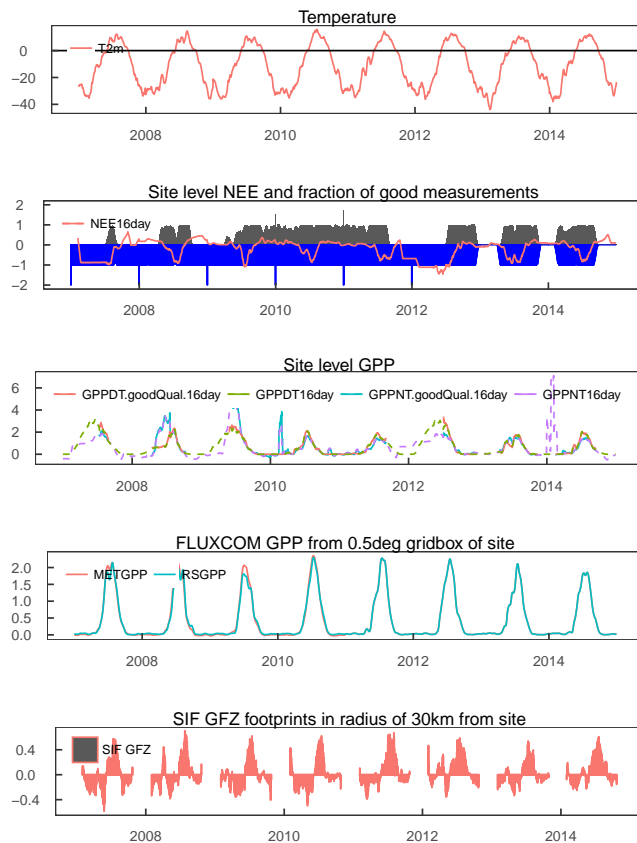 Temperature
T2m
0
−20
−40
2008 2010 2012 2014
Site level NEE and fraction of good measurements
2
NEE16day
1
0
−1
−2
2008 2010 2012 2014
Site level GPP
6
GPPDT.goodQual.16day GPPDT16day GPPNT.goodQual.16day GPPNT16day
4
2
0
2008 2010 2012 2014
FLUXCOM GPP from 0.5deg gridbox of site
2.0 METGPP RSGPP
1.5
1.0
0.5
0.0
2008 2010 2012 2014
SIF GFZ footprints in radius of 30km from site
0.4 SIF GFZ
0.0
−0.4
2008 2010 2012 2014